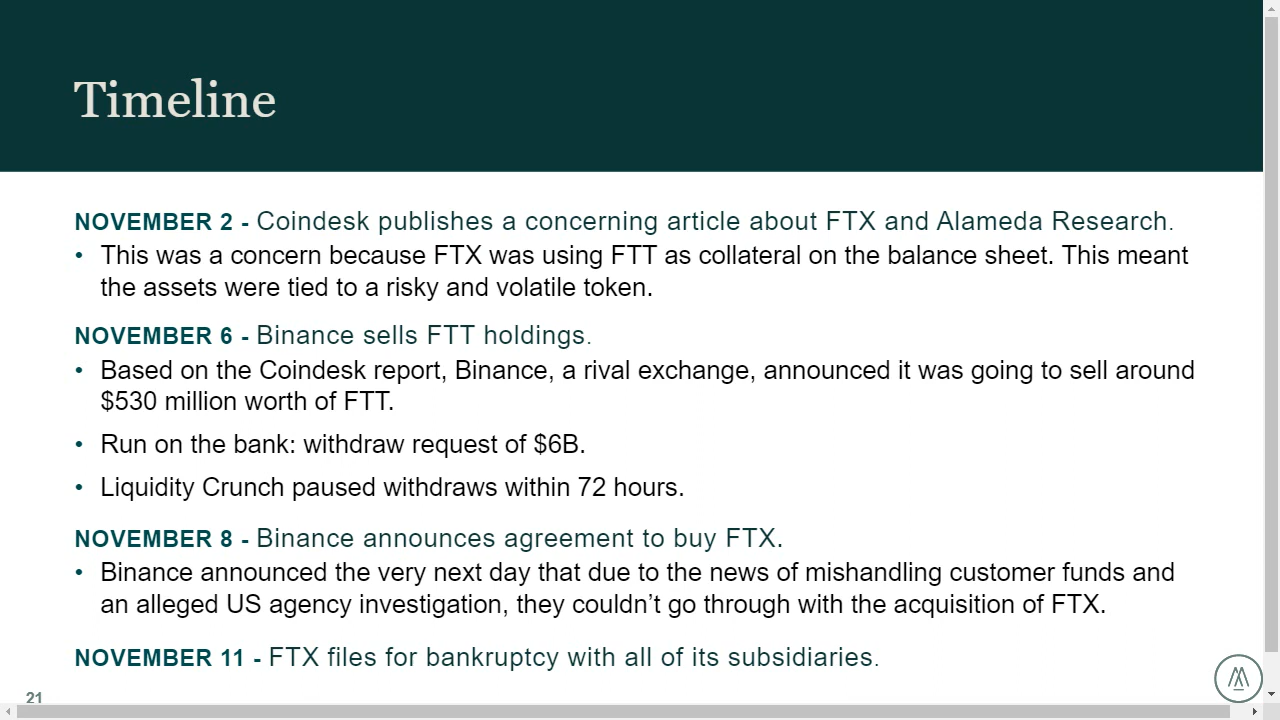 Timeline
NOVEMBER 2 - Coindesk publishes a concerning article about FTX and Alameda Research.
• This was a concern because FTX was using FTT as collateral on the balance sheet. This meant
the assets were tied to a risky and volatile token.
NOVEMBER 6 - Binance sells FTT holdings.
• Based on the Coindesk report, Binance, a rival exchange, announced it was going to sell around
$530 million worth of FTT.
• Run on the bank: withdraw request of $6B.
• Liquidity Crunch paused withdraws within 72 hours.
NOVEMBER 8 - Binance announces agreement to buy FTX.
• Binance announced the very next day that due to the news of mishandling customer funds and
an alleged US agency investigation, they couldn’t go through with the acquisition of FTX.
NOVEMBER 11 - FTX files for bankruptcy with all of its subsidiaries.
21